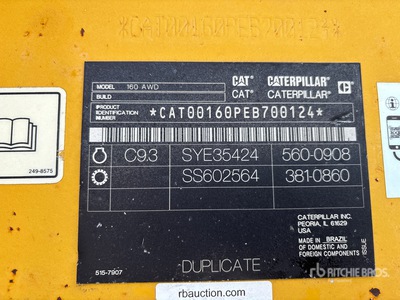 *CAT00160PEB700124*
MODEL 160 AWD CAT® CATERPILLAR®
BUILD CAT® CATERPILLAR®
PRODUCT IDENTIFICATION NUMBER *CAT00160PEB700124*
C9.3 SYE35424 560-0908
SS602564 381-0860
249-8575
CATERPILLAR INC.
PEORIA, IL 61629
USA
MADE IN BRAZIL
OF DOMESTIC AND
FOREIGN COMPONENTS
DUPLICATE
515-7907
RITCHIE BROS.
rbauction.com